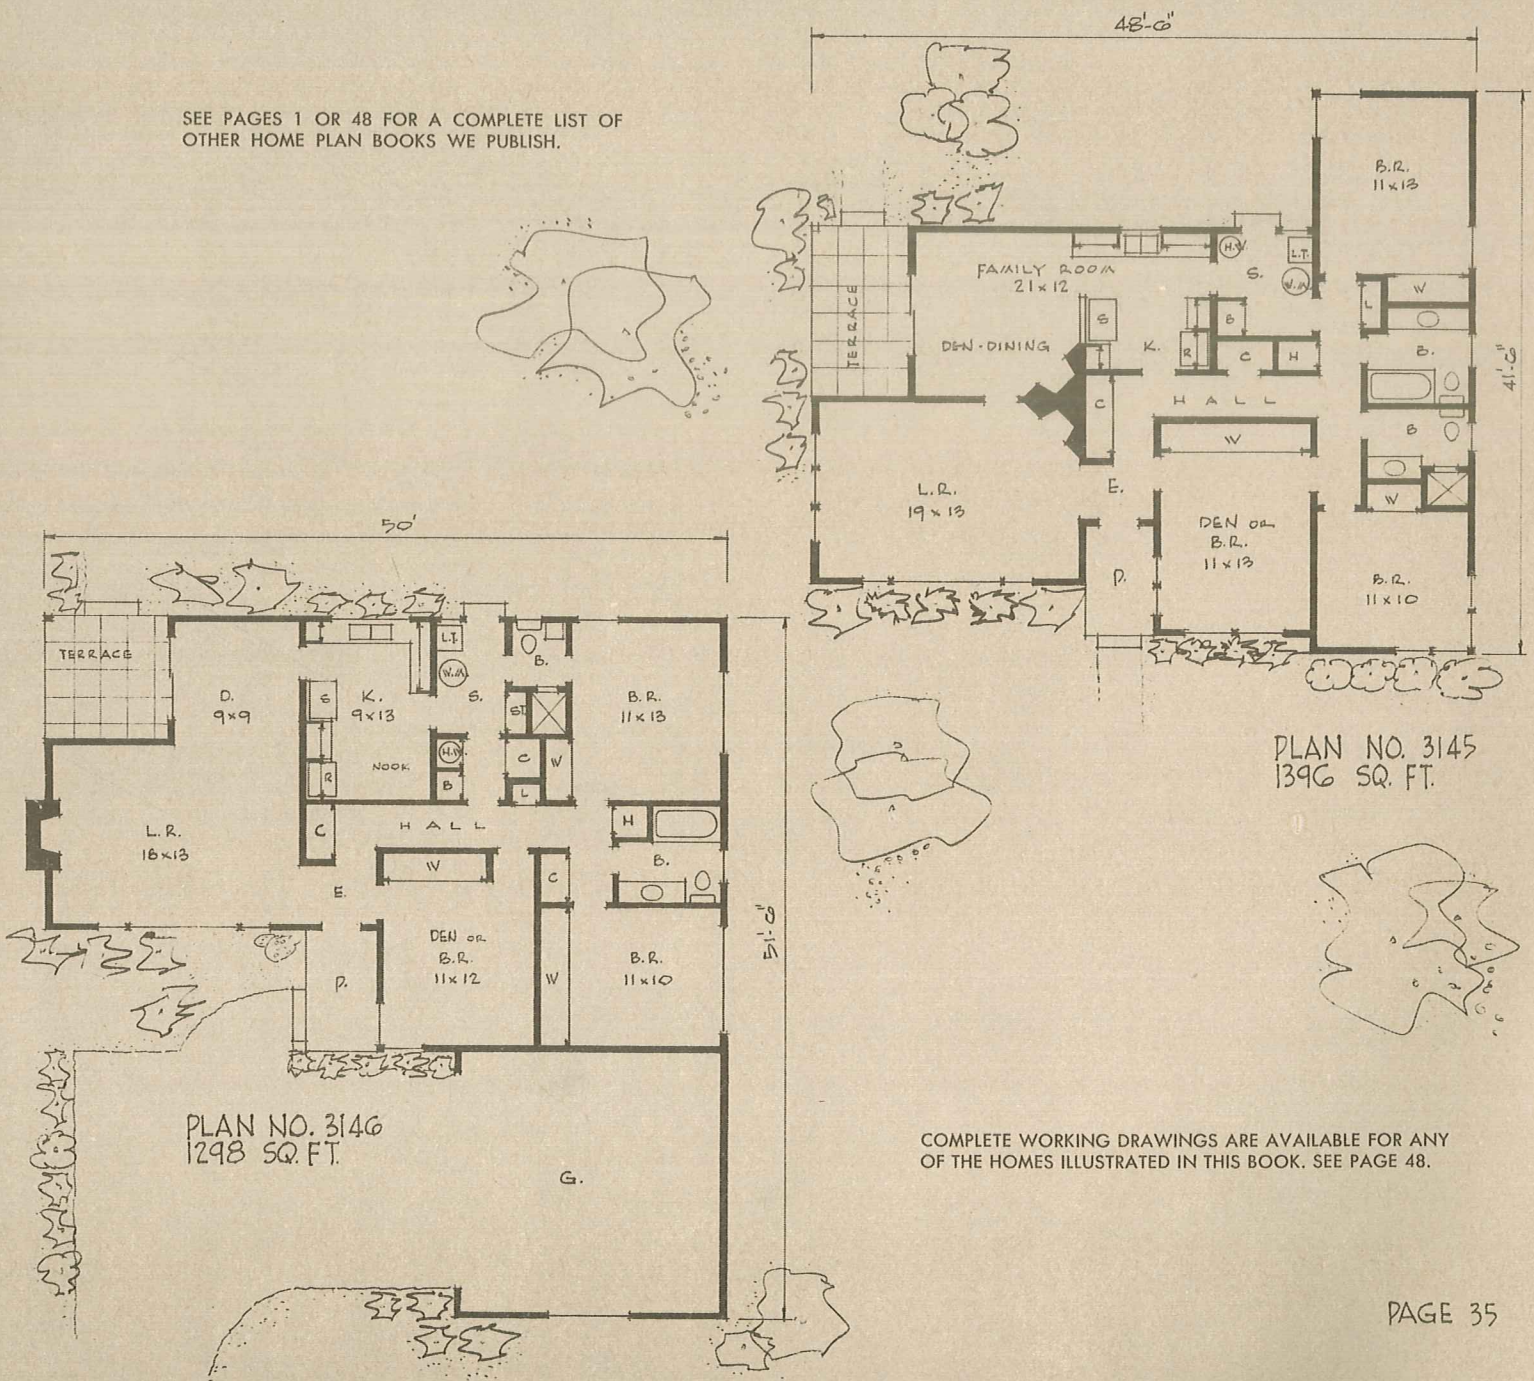 SEE PAGES 1 OR 48 FOR A COMPLETE LIST OF
OTHER HOME PLAN BOOKS WE PUBLISH.
48'-6"
B.R.
11x13
H.W.
L.T.
S.
W.M.
FAMILY ROOM
21x12
TERRACE
S
B
L
W
DEN-DINING
K.
R
C
H
B.
41'-6"
C
HALL
W
B
L.R.
19x13
E.
W
DEN OR
B.R.
11x13
P.
B.R.
11x10
PLAN NO. 3145
1396 SQ. FT.
50'
TERRACE
L.T.
B.
W.M.
D.
9x9
S
K.
9x13
S.
ST.
B.R.
11x13
H.W.
NOOK
R
B
C
W
L
C
HALL
H
L.R.
18x13
W
B.
E.
C
51'-6"
DEN OR
B.R.
11x12
W
B.R.
11x10
P.
PLAN NO. 3146
1298 SQ. FT.
G.
COMPLETE WORKING DRAWINGS ARE AVAILABLE FOR ANY
OF THE HOMES ILLUSTRATED IN THIS BOOK. SEE PAGE 48.
PAGE 35